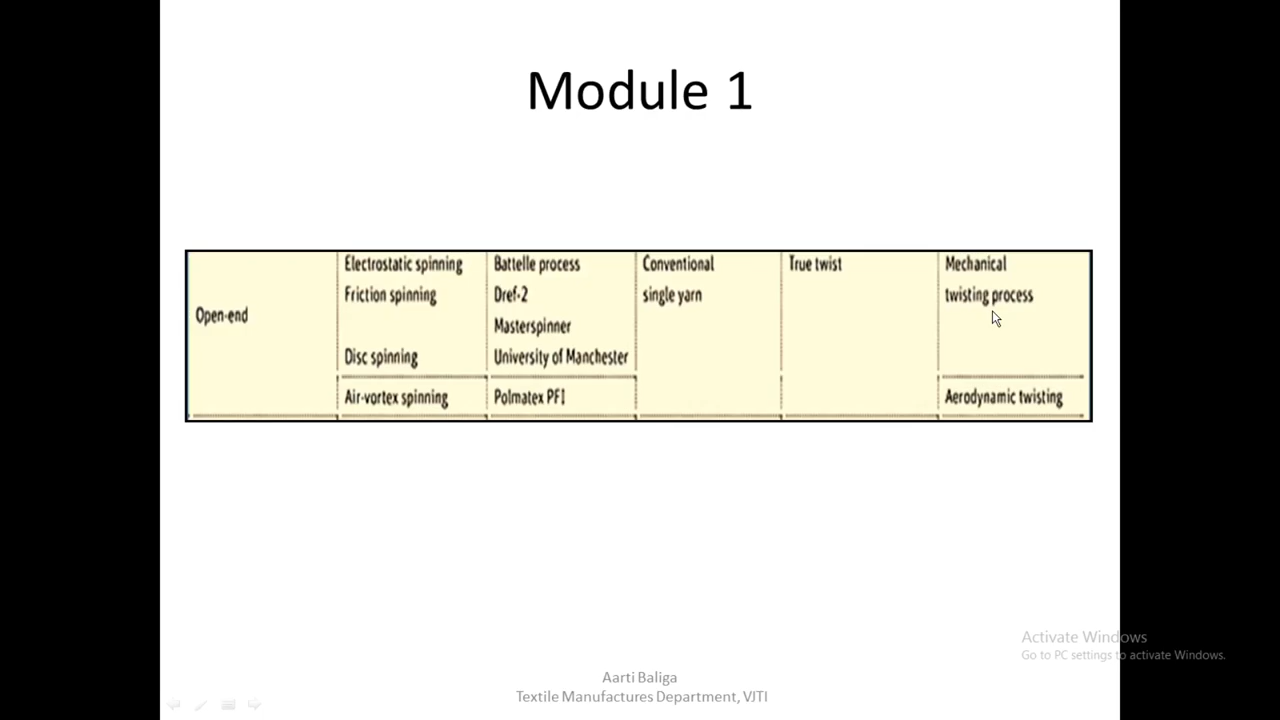 Module 1
Open-end
Electrostatic spinning
Friction spinning
Disc spinning
Air-vortex spinning
Battelle process
Dref-2
Masterspinner
University of Manchester
Polmatex PF1
Conventional
single yarn
True twist
Mechanical
twisting process
Aerodynamic twisting
Activate Windows
Go to PC settings to activate Windows.
Aarti Baliga
Textile Manufactures Department, VJTI